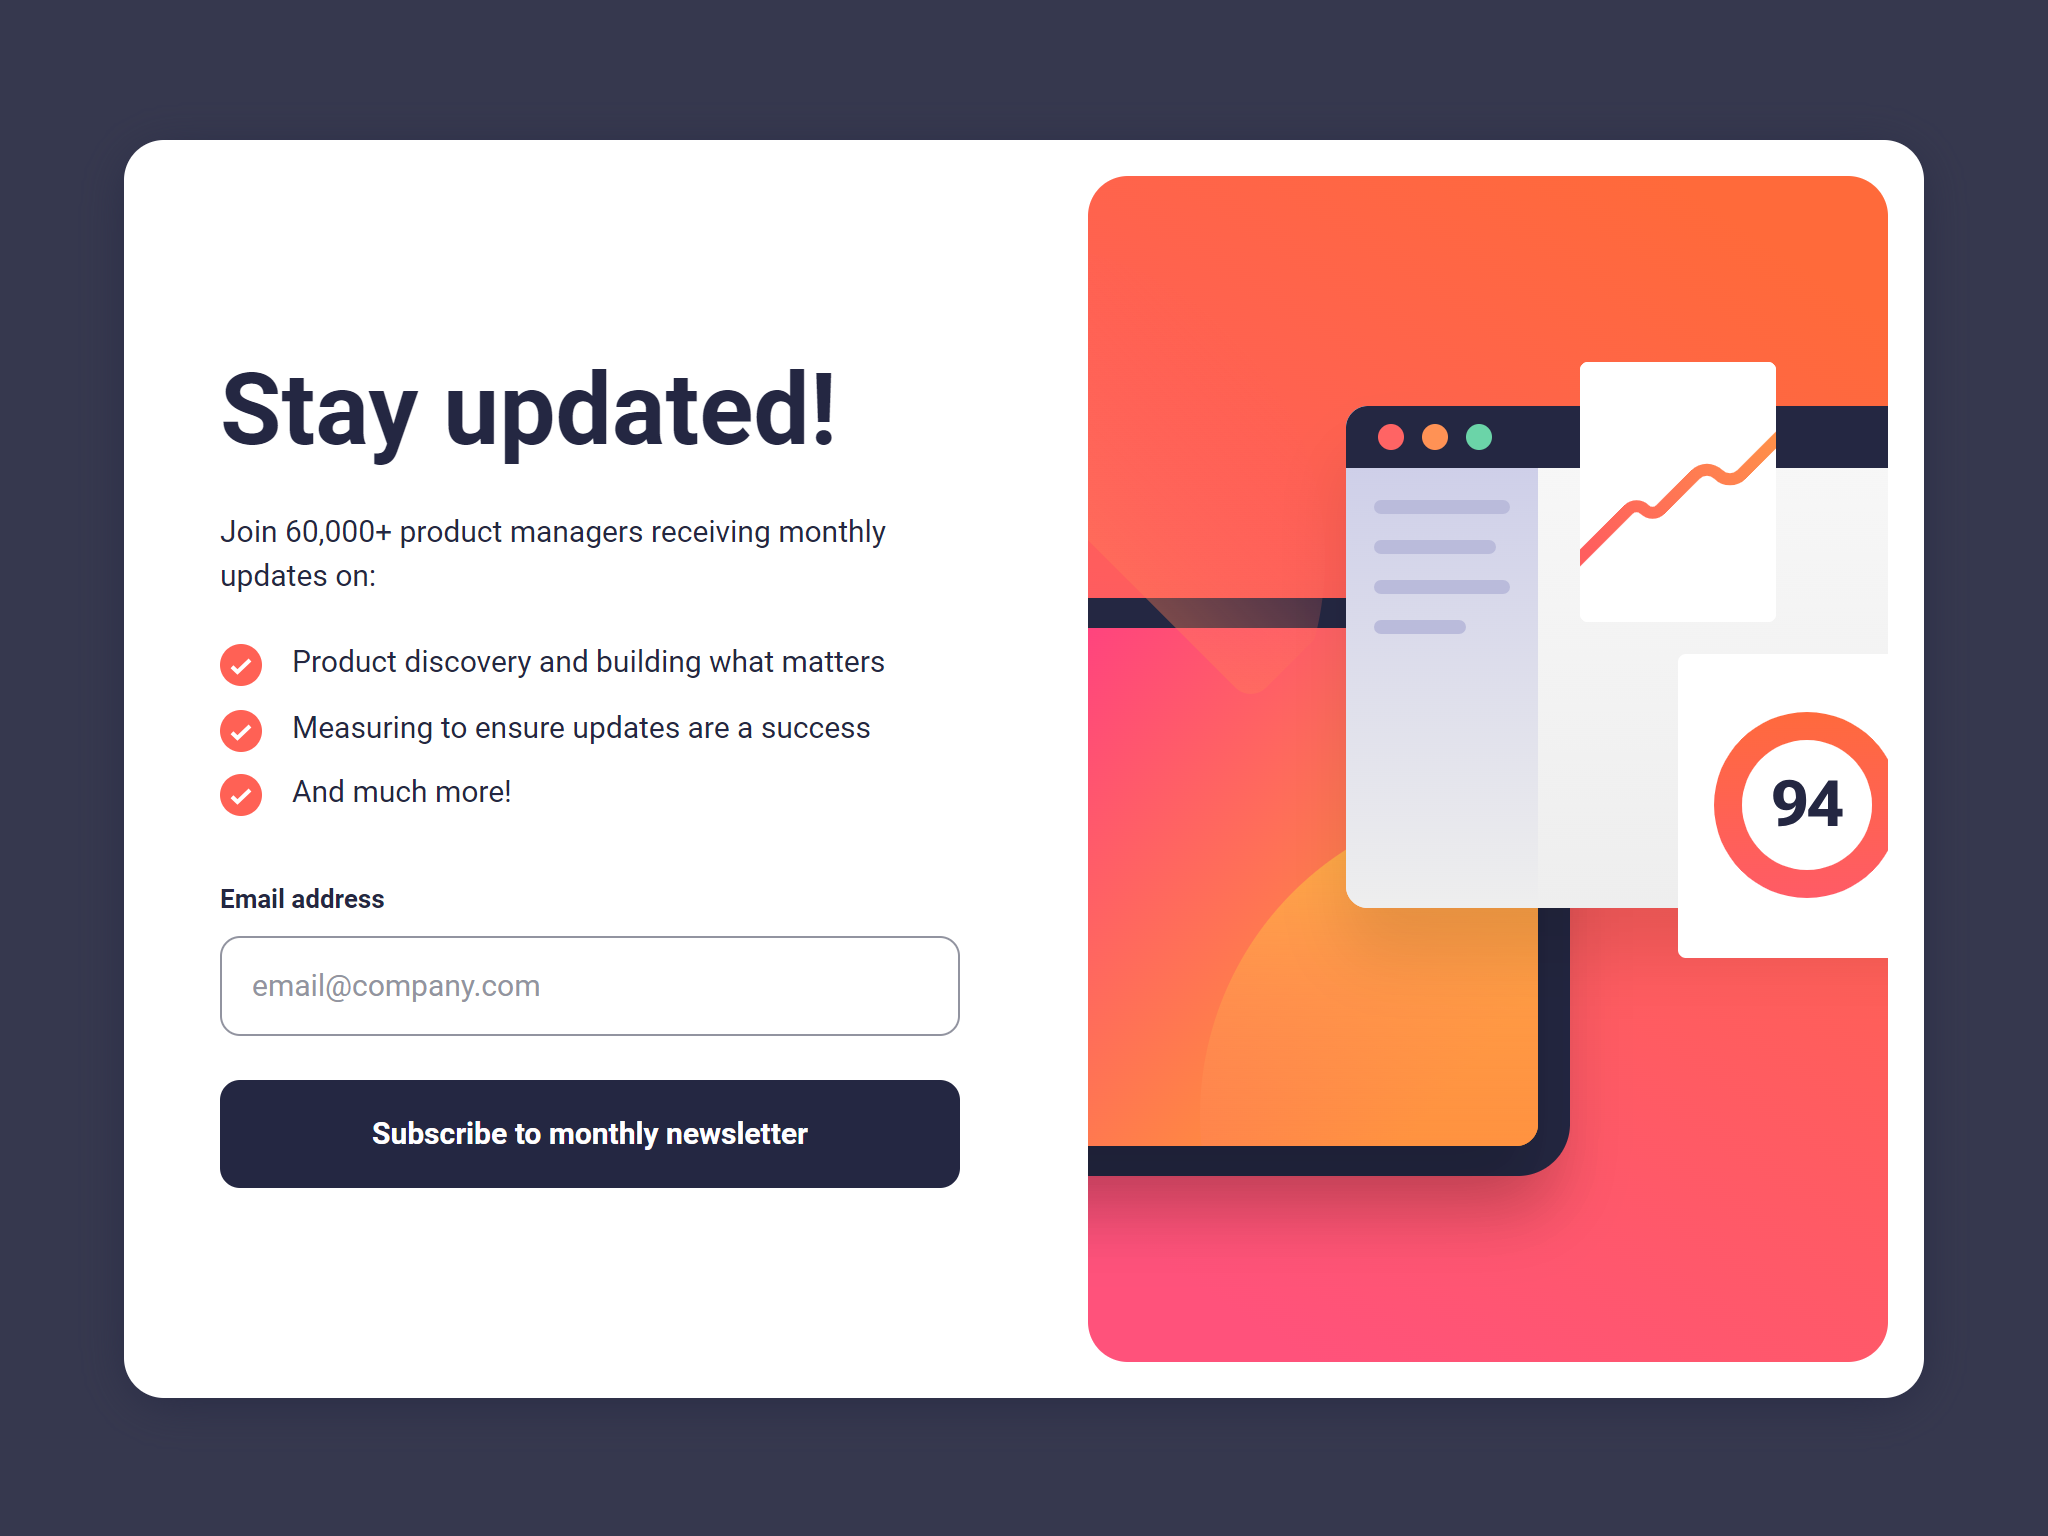 Stay updated!
Join 60,000+ product managers receiving monthly
updates on:
Product discovery and building what matters
Measuring to ensure updates are a success
And much more!
Email address
email@company.com
Subscribe to monthly newsletter
94